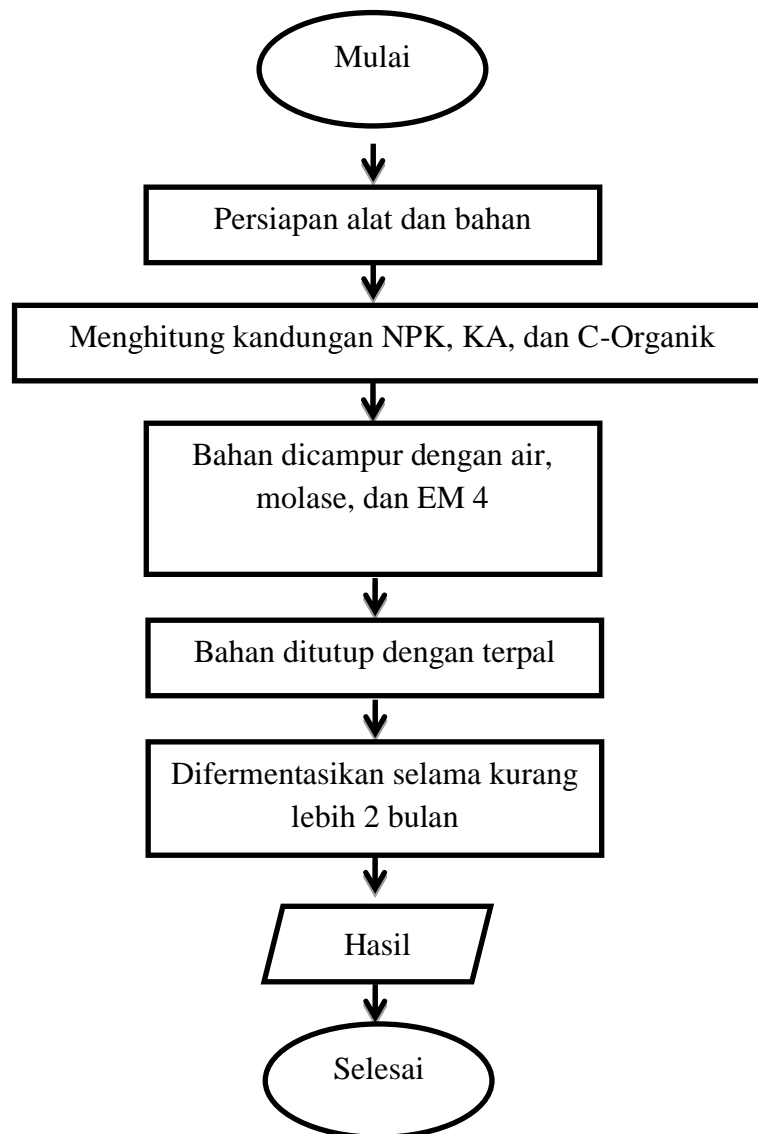 Mulai
Persiapan alat dan bahan
Menghitung kandungan NPK, KA, dan C-Organik
Bahan dicampur dengan air,
molase, dan EM 4
Bahan ditutup dengan terpal
Difermentasikan selama kurang
lebih 2 bulan
Hasil
Selesai